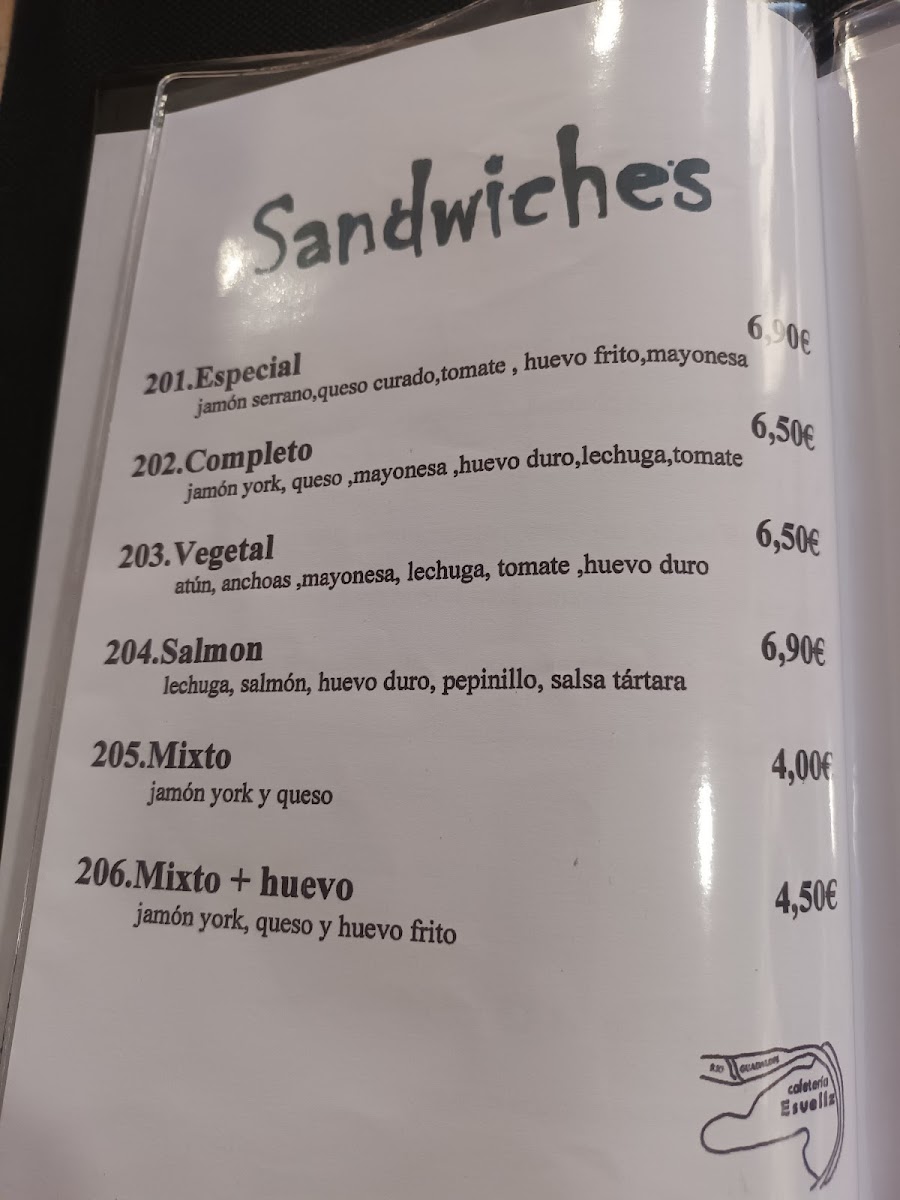 Sandwiches
201.Especial 6,90€
jamón serrano,queso curado,tomate , huevo frito,mayonesa
202.Completo 6,50€
jamón york, queso ,mayonesa ,huevo duro,lechuga,tomate
203.Vegetal 6,50€
atún, anchoas ,mayonesa, lechuga, tomate ,huevo duro
204.Salmon 6,90€
lechuga, salmón, huevo duro, pepinillo, salsa tártara
205.Mixto 4,00€
jamón york y queso
206.Mixto + huevo 4,50€
jamón york, queso y huevo frito
RIO
cafetería